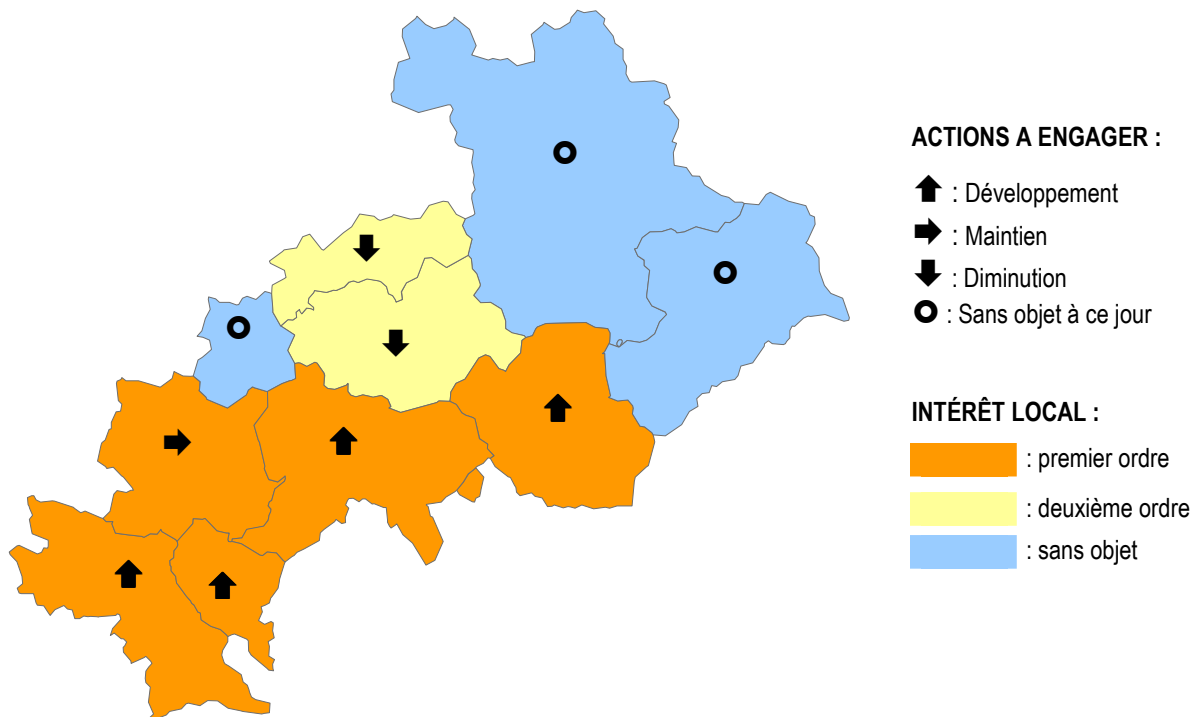 ACTIONS A ENGAGER :
: Développement
: Maintien
: Diminution
: Sans objet à ce jour
INTÉRÊT LOCAL :
: premier ordre
: deuxième ordre
: sans objet